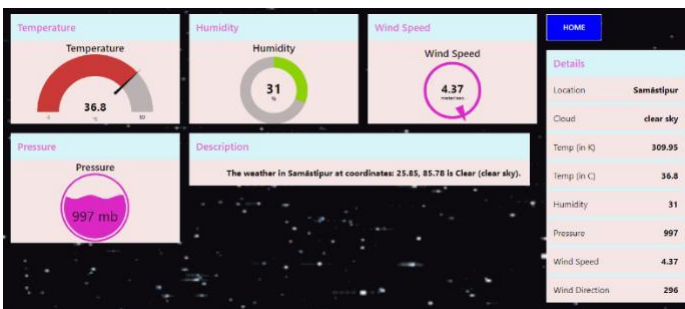 Temperature
Temperature
36.8
°C
Humidity
Humidity
31
%
Wind Speed
Wind Speed
4.37
Pressure
Pressure
997 mb
Description
The weather in Samāstipur at coordinates: 25.85, 85.78 is Clear (clear sky).
HOME
Details
Location Samāstipur
Cloud clear sky
Temp (in K) 309.95
Temp (in C) 36.8
Humidity 31
Pressure 997
Wind Speed 4.37
Wind Direction 296